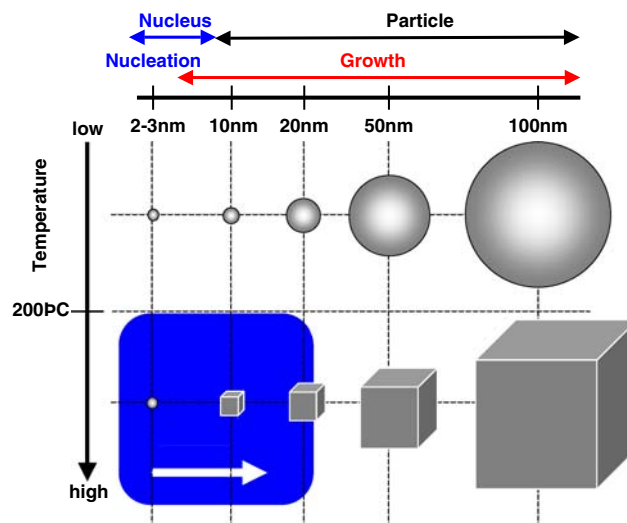 Nucleus
Particle
Nucleation
Growth
low
2-3nm
10nm
20nm
50nm
100nm
Temperature
200ÞC
high